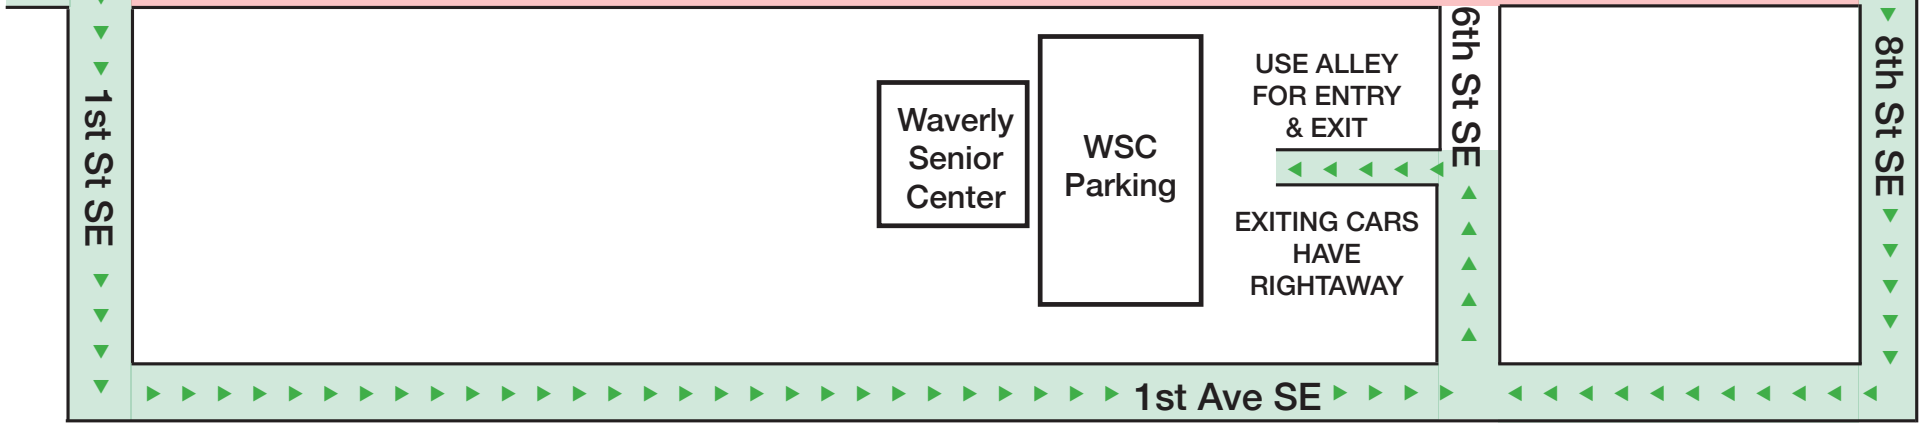 1st St SE
Waverly
Senior
Center
WSC
Parking
USE ALLEY
FOR ENTRY
& EXIT
EXITING CARS
HAVE
RIGHTAWAY
6th St SE
8th St SE
1st Ave SE